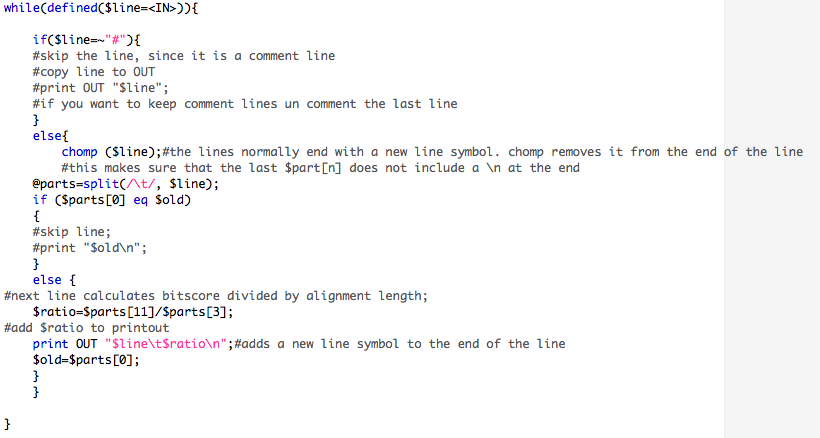 while(defined($line=<IN>)){
if($line=~"#"){
#skip the line, since it is a comment line
#copy line to OUT
#print OUT "$line";
#if you want to keep comment lines un comment the last line
}
else{
chomp ($line);#the lines normally end with a new line symbol. chomp removes it from the end of the line
#this makes sure that the last $part[n] does not include a \n at the end
@parts=split(/\t/, $line);
if ($parts[0] eq $old)
{
#skip line;
#print "$old\n";
}
else {
#next line calculates bitscore divided by alignment length;
$ratio=$parts[11]/$parts[3];
#add $ratio to printout
print OUT "$line\t$ratio\n";#adds a new line symbol to the end of the line
$old=$parts[0];
}
}
}